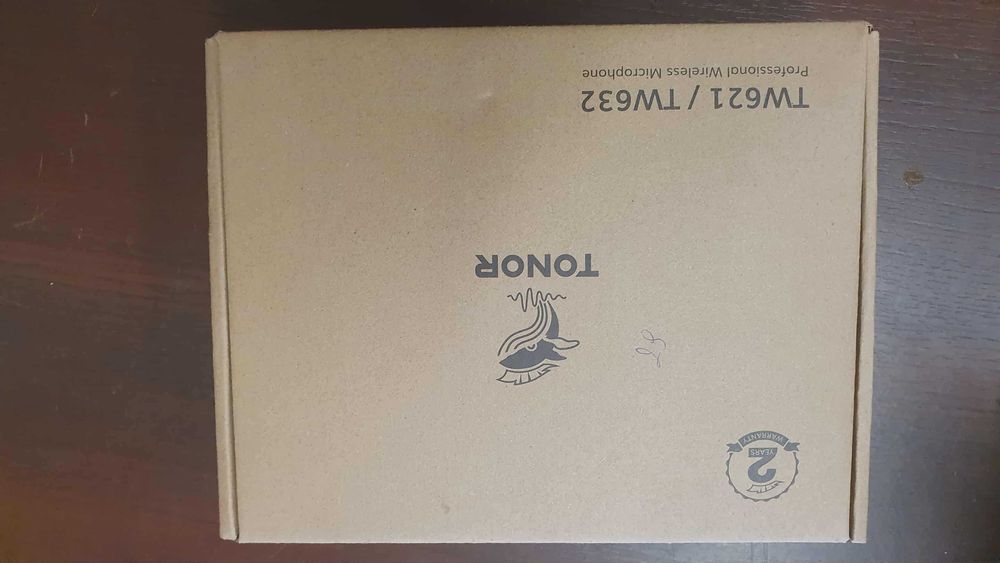 2
YEARS
WARRANTY
TONOR
TW621 / TW632
Professional Wireless Microphone